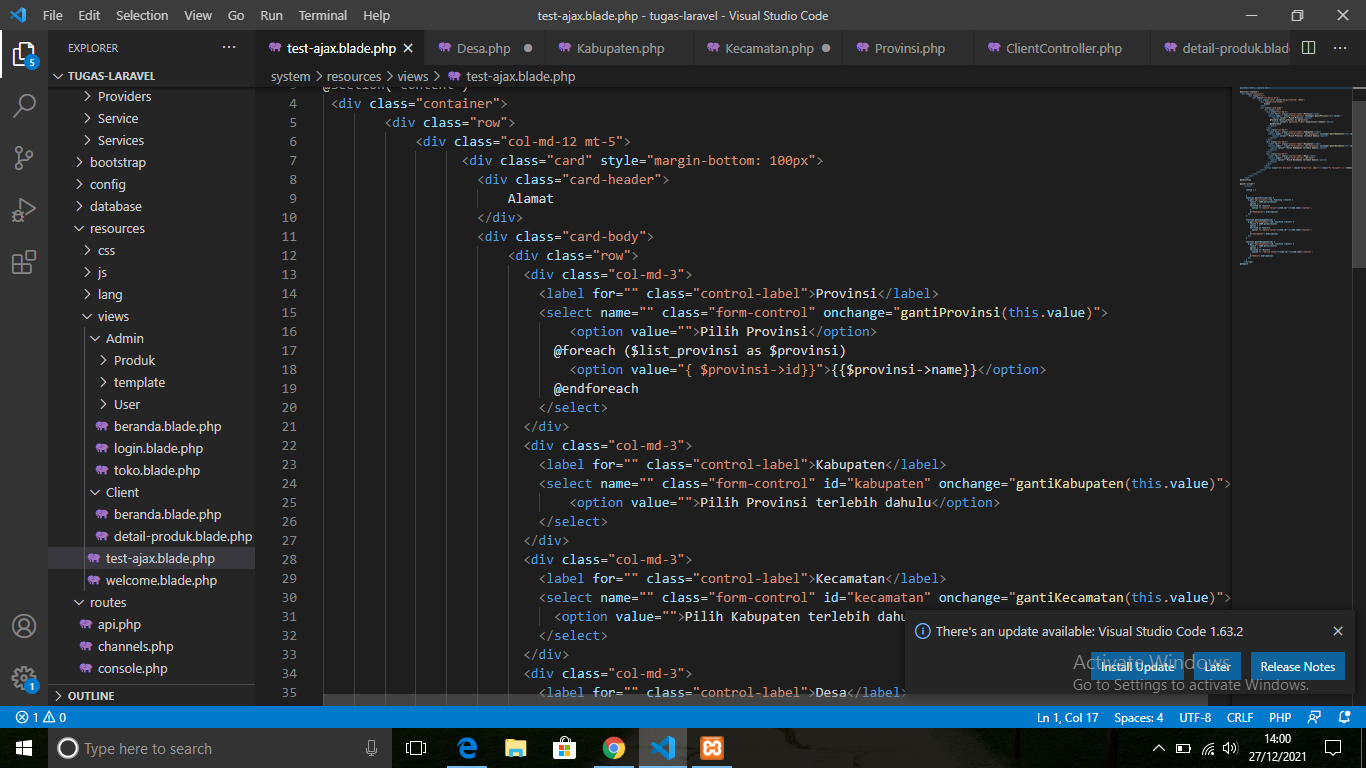 File Edit Selection View Go Run Terminal Help
test-ajax.blade.php - tugas-laravel - Visual Studio Code
EXPLORER
TUGAS-LARAVEL
Providers
Service
Services
bootstrap
config
database
resources
css
js
lang
views
Admin
Produk
template
User
beranda.blade.php
login.blade.php
toko.blade.php
Client
beranda.blade.php
detail-produk.blade.php
test-ajax.blade.php
welcome.blade.php
routes
api.php
channels.php
console.php
OUTLINE
5
1
test-ajax.blade.php Desa.php Kabupaten.php Kecamatan.php Provinsi.php ClientController.php detail-produk.blad
system > resources > views > test-ajax.blade.php
3 @section('content')
4 <div class="container">
5 <div class="row">
6 <div class="col-md-12 mt-5">
7 <div class="card" style="margin-bottom: 100px">
8 <div class="card-header">
9 Alamat
10 </div>
11 <div class="card-body">
12 <div class="row">
13 <div class="col-md-3">
14 <label for="" class="control-label">Provinsi</label>
15 <select name="" class="form-control" onchange="gantiProvinsi(this.value)">
16 <option value="">Pilih Provinsi</option>
17 @foreach ($list_provinsi as $provinsi)
18 <option value="{ $provinsi->id}}">{{$provinsi->name}}</option>
19 @endforeach
20 </select>
21 </div>
22 <div class="col-md-3">
23 <label for="" class="control-label">Kabupaten</label>
24 <select name="" class="form-control" id="kabupaten" onchange="gantiKabupaten(this.value)">
25 <option value="">Pilih Provinsi terlebih dahulu</option>
26 </select>
27 </div>
28 <div class="col-md-3">
29 <label for="" class="control-label">Kecamatan</label>
30 <select name="" class="form-control" id="kecamatan" onchange="gantiKecamatan(this.value)">
31 <option value="">Pilih Kabupaten terlebih dahu
32 </select>
33 </div>
34 <div class="col-md-3">
35 <label for="" class="control-label">Desa</label>
There's an update available: Visual Studio Code 1.63.2
Install Update Later Release Notes
Activate Windows
Go to Settings to activate Windows.
1 0
Ln 1, Col 17 Spaces: 4 UTF-8 CRLF PHP
Type here to search
14:00
27/12/2021